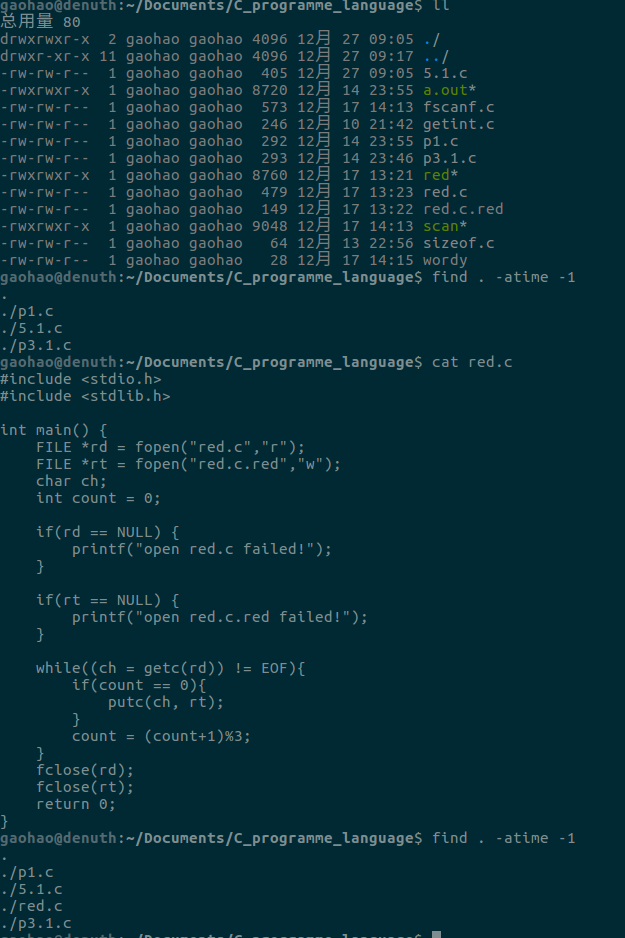 gaohao@denuth:~/Documents/C_programme_language$ ll
总用量 80
drwxrwxr-x  2 gaohao gaohao 4096 12月 27 09:05 ./
drwxr-xr-x 11 gaohao gaohao 4096 12月 27 09:17 ../
-rw-rw-r--  1 gaohao gaohao  405 12月 27 09:05 5.1.c
-rwxrwxr-x  1 gaohao gaohao 8720 12月 14 23:55 a.out*
-rw-rw-r--  1 gaohao gaohao  573 12月 17 14:13 fscanf.c
-rw-rw-r--  1 gaohao gaohao  246 12月 10 21:42 getint.c
-rw-rw-r--  1 gaohao gaohao  292 12月 14 23:55 p1.c
-rw-rw-r--  1 gaohao gaohao  293 12月 14 23:46 p3.1.c
-rwxrwxr-x  1 gaohao gaohao 8760 12月 17 13:21 red*
-rw-rw-r--  1 gaohao gaohao  479 12月 17 13:23 red.c
-rw-rw-r--  1 gaohao gaohao  149 12月 17 13:22 red.c.red
-rwxrwxr-x  1 gaohao gaohao 9048 12月 17 14:13 scan*
-rw-rw-r--  1 gaohao gaohao   64 12月 13 22:56 sizeof.c
-rw-rw-r--  1 gaohao gaohao   28 12月 17 14:15 wordy
gaohao@denuth:~/Documents/C_programme_language$ find . -atime -1
.
./p1.c
./5.1.c
./p3.1.c
gaohao@denuth:~/Documents/C_programme_language$ cat red.c
#include <stdio.h>
#include <stdlib.h>

int main() {
    FILE *rd = fopen("red.c","r");
    FILE *rt = fopen("red.c.red","w");
    char ch;
    int count = 0;

    if(rd == NULL) {
        printf("open red.c failed!");
    }

    if(rt == NULL) {
        printf("open red.c.red failed!");
    }

    while((ch = getc(rd)) != EOF){
        if(count == 0){
            putc(ch, rt);
        }
        count = (count+1)%3;
    }
    fclose(rd);
    fclose(rt);
    return 0;
}
gaohao@denuth:~/Documents/C_programme_language$ find . -atime -1
.
./p1.c
./5.1.c
./red.c
./p3.1.c